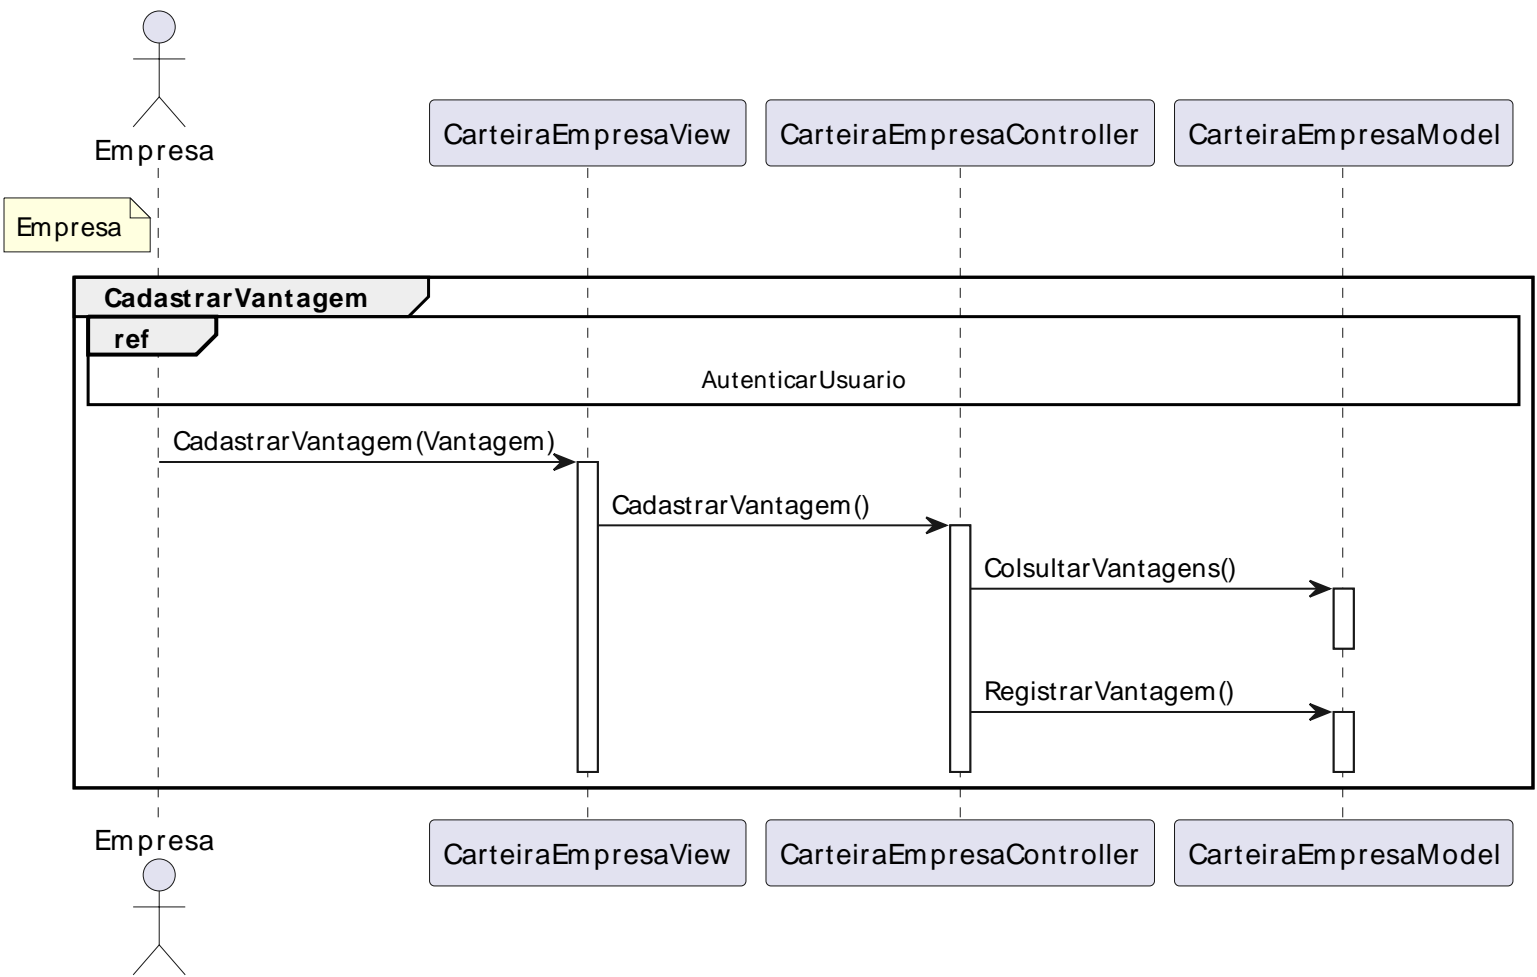 Empresa
CarteiraEmpresaView
CarteiraEmpresaController
CarteiraEmpresaModel
Empresa
CadastrarVantagem
ref
AutenticarUsuario
CadastrarVantagem(Vantagem)
CadastrarVantagem()
ColsultarVantagens()
RegistrarVantagem()
Empresa
CarteiraEmpresaView
CarteiraEmpresaController
CarteiraEmpresaModel